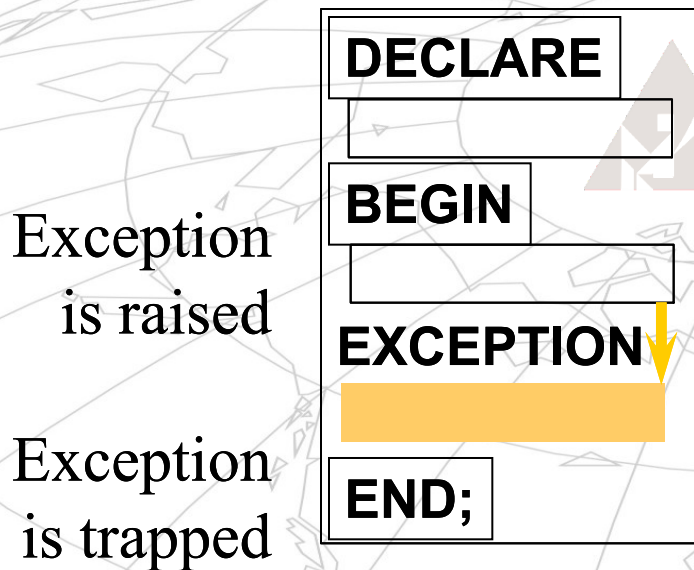 DECLARE
BEGIN
Exception
is raised
EXCEPTION
Exception
is trapped
END;